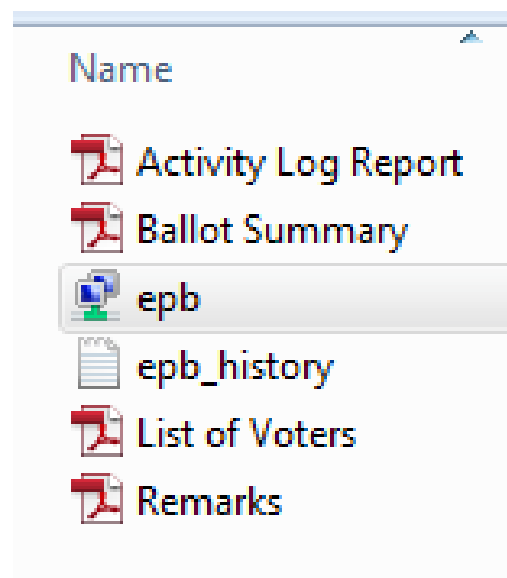 Name
Activity Log Report
Ballot Summary
epb
epb_history
List of Voters
Remarks